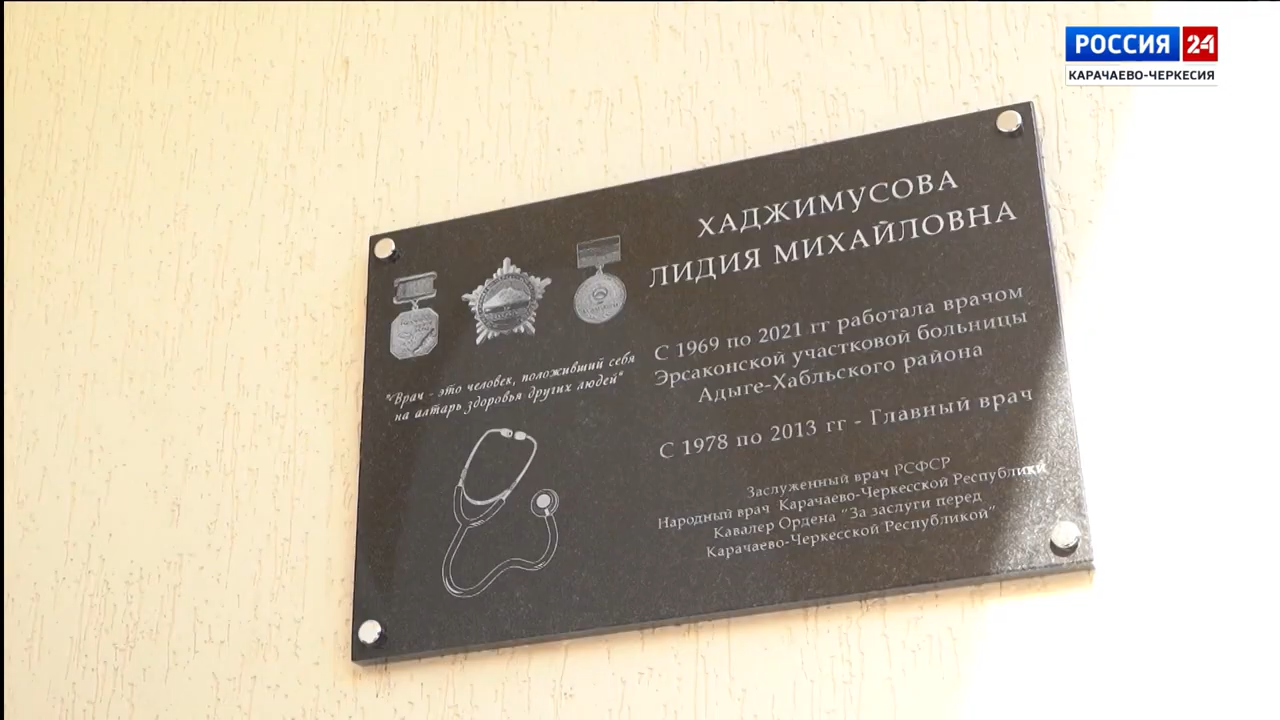 РОССИЯ 24
КАРАЧАЕВО-ЧЕРКЕСИЯ
ХАДЖИМУСОВА
ЛИДИЯ МИХАЙЛОВНА
С 1969 по 2021 гг работала врачом
Эрсаконской участковой больницы
Адыге-Хабльского района
С 1978 по 2013 гг - Главный врач
Заслуженный врач РСФСР
Народный врач Карачаево-Черкесской Республики
Кавалер Ордена "За заслуги перед
Карачаево-Черкесской Республикой"
"Врач - это человек, положивший себя
на алтарь здоровья других людей"